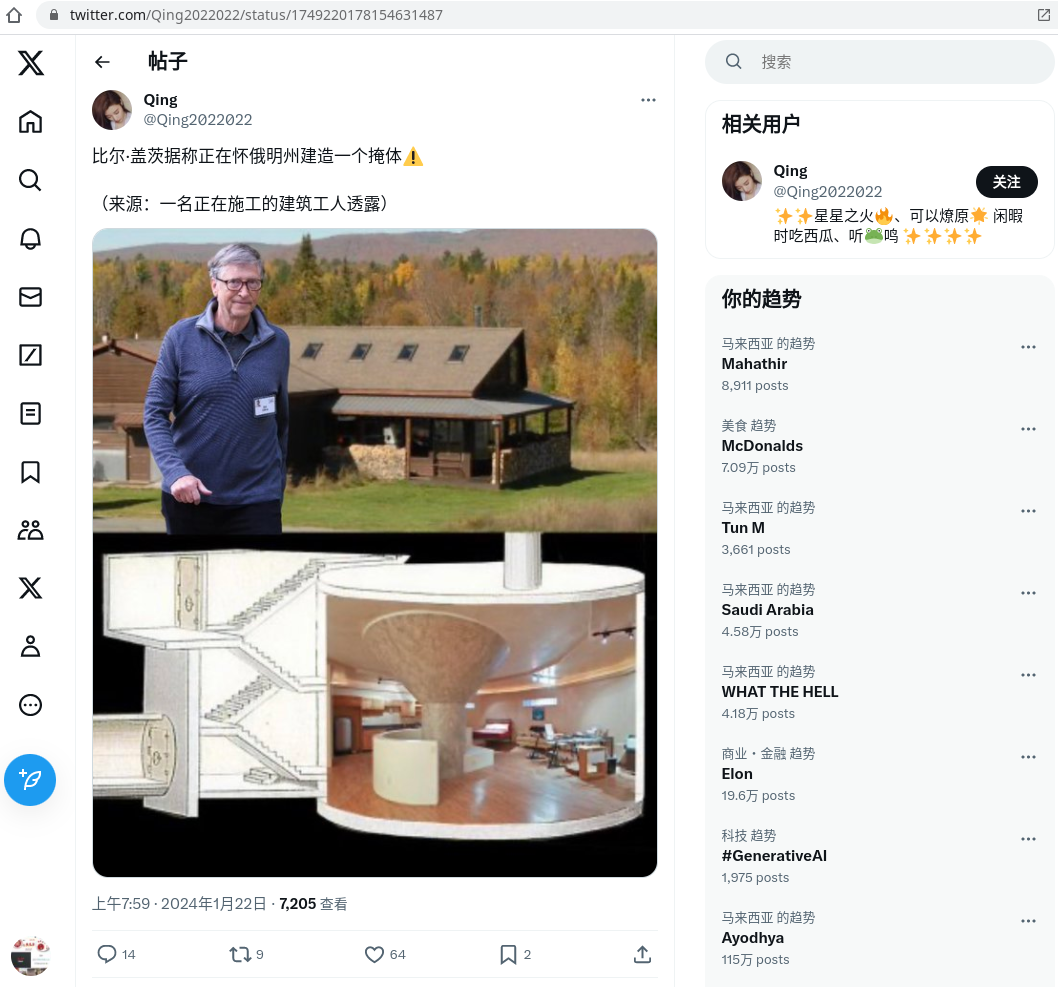 twitter.com/Qing2022022/status/1749220178154631487
帖子
Qing
@Qing2022022
比尔·盖茨据称正在怀俄明州建造一个掩体⚠️
（来源：一名正在施工的建筑工人透露）
上午7:59 · 2024年1月22日 · 7,205 查看
14
9
64
2
搜索
相关用户
Qing
@Qing2022022
关注
✨✨星星之火🔥、可以燎原💥 闲暇
时吃西瓜、听🐸鸣 ✨✨✨✨
你的趋势
马来西亚 的趋势
Mahathir
8,911 posts
美食 趋势
McDonalds
7.09万 posts
马来西亚 的趋势
Tun M
3,661 posts
马来西亚 的趋势
Saudi Arabia
4.58万 posts
马来西亚 的趋势
WHAT THE HELL
4.18万 posts
商业・金融 趋势
Elon
19.6万 posts
科技 趋势
#GenerativeAI
1,975 posts
马来西亚 的趋势
Ayodhya
115万 posts